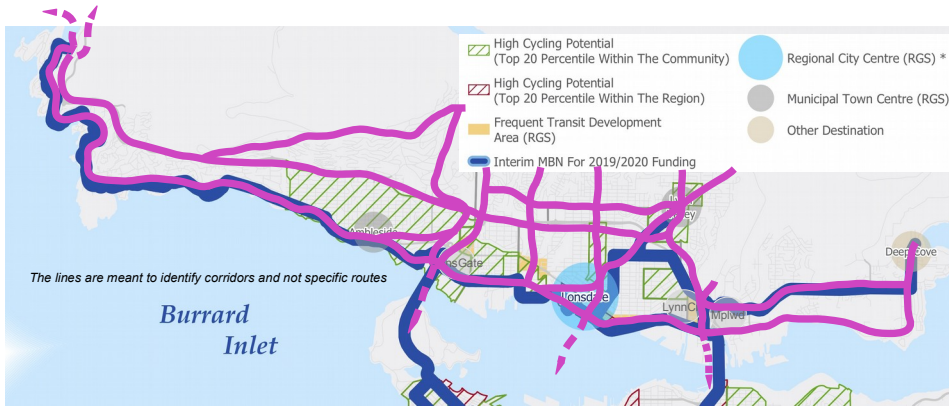 High Cycling Potential
(Top 20 Percentile Within The Community)
Regional City Centre (RGS) *
High Cycling Potential
(Top 20 Percentile Within The Region)
Municipal Town Centre (RGS)
Frequent Transit Development
Area (RGS)
Other Destination
Interim MBN For 2019/2020 Funding
Ambleside
Deep Cove
The lines are meant to identify corridors and not specific routes
Burrard
Inlet